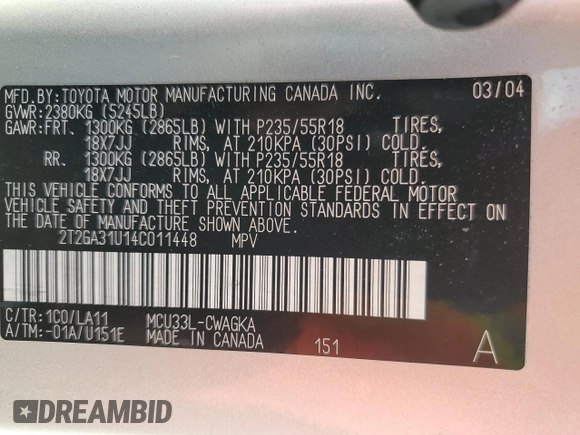 MFD.BY:TOYOTA MOTOR MANUFACTURING CANADA INC. 03/04
GVWR:2380KG (5245LB)
GAWR:FRT. 1300KG (2865LB) WITH P235/55R18 TIRES,
18X7JJ RIMS, AT 210KPA (30PSI) COLD.
RR. 1300KG (2865LB) WITH P235/55R18 TIRES,
18X7JJ RIMS, AT 210KPA (30PSI) COLD.
THIS VEHICLE CONFORMS TO ALL APPLICABLE FEDERAL MOTOR
VEHICLE SAFETY AND THEFT PREVENTION STANDARDS IN EFFECT ON
THE DATE OF MANUFACTURE SHOWN ABOVE.
2T2GA31U14C011448 MPV
C/TR:1C0/LA11 MCU33L-CWAGKA
A/TM:-01A/U151E MADE IN CANADA 151 A
DREAMBID